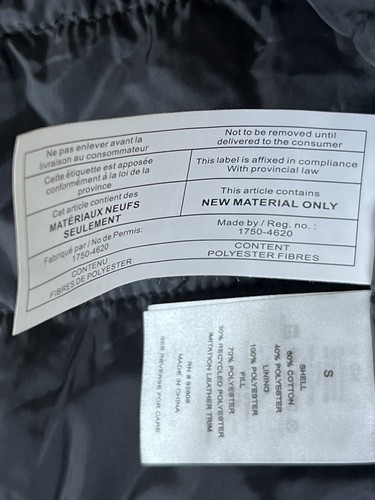 Ne pas enlever avant la
livraison au consommateur
Cette étiquette est apposée
conformément à la loi de la
province
Cet article contient des
MATÉRIAUX NEUFS
SEULEMENT
Fabriqué par / No de Permis:
1750-4620
CONTENU
FIBRES DE POLYESTER
Not to be removed until
delivered to the consumer
This label is affixed in compliance
With provincial law
This article contains
NEW MATERIAL ONLY
Made by / Reg. no. :
1750-4620
CONTENT
POLYESTER FIBRES
S
SHELL
60% COTTON
40% POLYESTER
LINING
100% POLYESTER
FILL
70% POLYESTER
30% RECYCLED POLYESTER
IMITATION LEATHER TRIM
MADE IN CHINA
SEE REVERSE FOR CARE